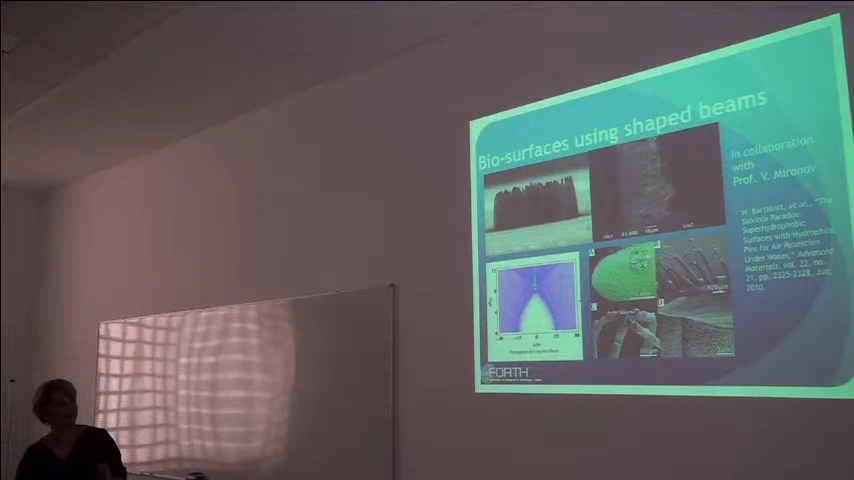 Bio-surfaces using shaped beams
In collaboration
with
Prof. V. Mironov
W. Barthlott, et al., "The
Salvinia Paradox:
Superhydrophobic
Surfaces with Hydrophilic
Pins for Air Retention
Under Water," Advanced
Materials, vol. 22, no.
21, pp. 2325-2328, Jun.
2010.
A
FORTH